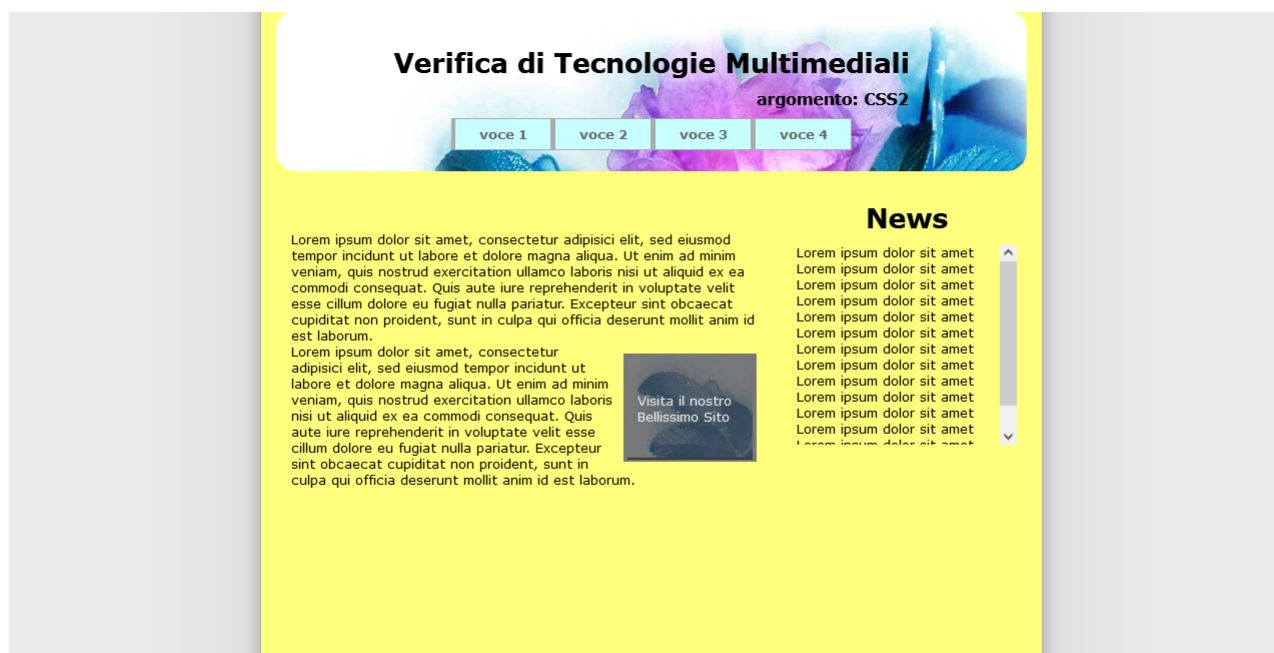 Verifica di Tecnologie Multimediali
argomento: CSS2
voce 1
voce 2
voce 3
voce 4
Lorem ipsum dolor sit amet, consectetur adipisici elit, sed eiusmod
tempor incidunt ut labore et dolore magna aliqua. Ut enim ad minim
veniam, quis nostrud exercitation ullamco laboris nisi ut aliquid ex ea
commodi consequat. Quis aute iure reprehenderit in voluptate velit
esse cillum dolore eu fugiat nulla pariatur. Excepteur sint obcaecat
cupiditat non proident, sunt in culpa qui officia deserunt mollit anim id
est laborum.
Lorem ipsum dolor sit amet, consectetur
adipisici elit, sed eiusmod tempor incidunt ut
labore et dolore magna aliqua. Ut enim ad minim
veniam, quis nostrud exercitation ullamco laboris
nisi ut aliquid ex ea commodi consequat. Quis
aute iure reprehenderit in voluptate velit esse
cillum dolore eu fugiat nulla pariatur. Excepteur
sint obcaecat cupiditat non proident, sunt in
culpa qui officia deserunt mollit anim id est laborum.
Visita il nostro
Bellissimo Sito
News
Lorem ipsum dolor sit amet
Lorem ipsum dolor sit amet
Lorem ipsum dolor sit amet
Lorem ipsum dolor sit amet
Lorem ipsum dolor sit amet
Lorem ipsum dolor sit amet
Lorem ipsum dolor sit amet
Lorem ipsum dolor sit amet
Lorem ipsum dolor sit amet
Lorem ipsum dolor sit amet
Lorem ipsum dolor sit amet
Lorem ipsum dolor sit amet
Lorem ipsum dolor sit amet